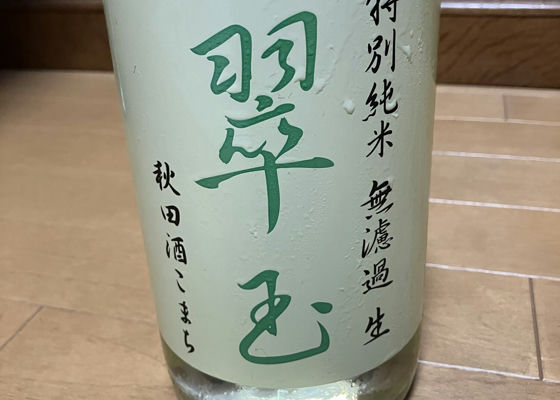 特別純米 無濾過 生
翠玉
秋田酒こまち